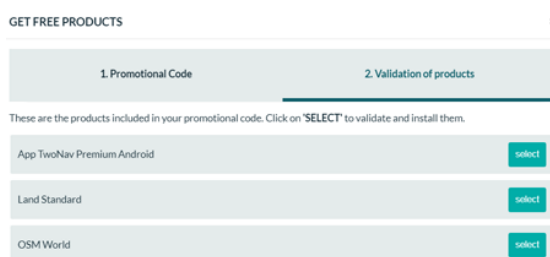 GET FREE PRODUCTS
1. Promotional Code
2. Validation of products
These are the products included in your promotional code. Click on 'SELECT' to validate and install them.
App TwoNav Premium Android
select
Land Standard
select
OSM World
select